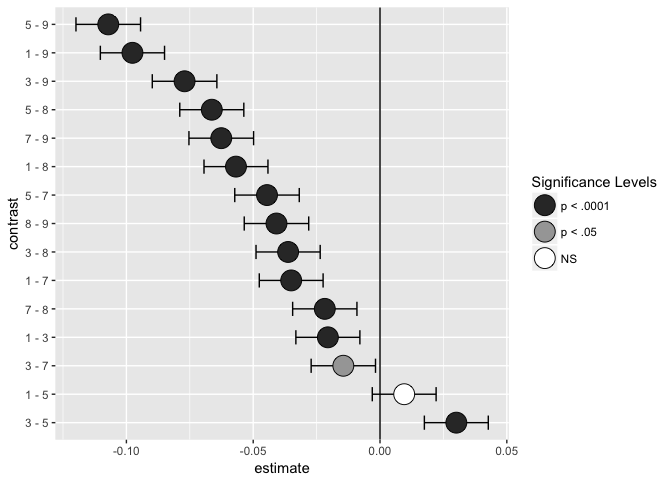 5 - 9
1 - 9
3 - 9
5 - 8
7 - 9
1 - 8
5 - 7
8 - 9
3 - 8
1 - 7
7 - 8
1 - 3
3 - 7
1 - 5
3 - 5
contrast
-0.10 -0.05 0.00 0.05
estimate
Significance Levels
p < .0001
p < .05
NS